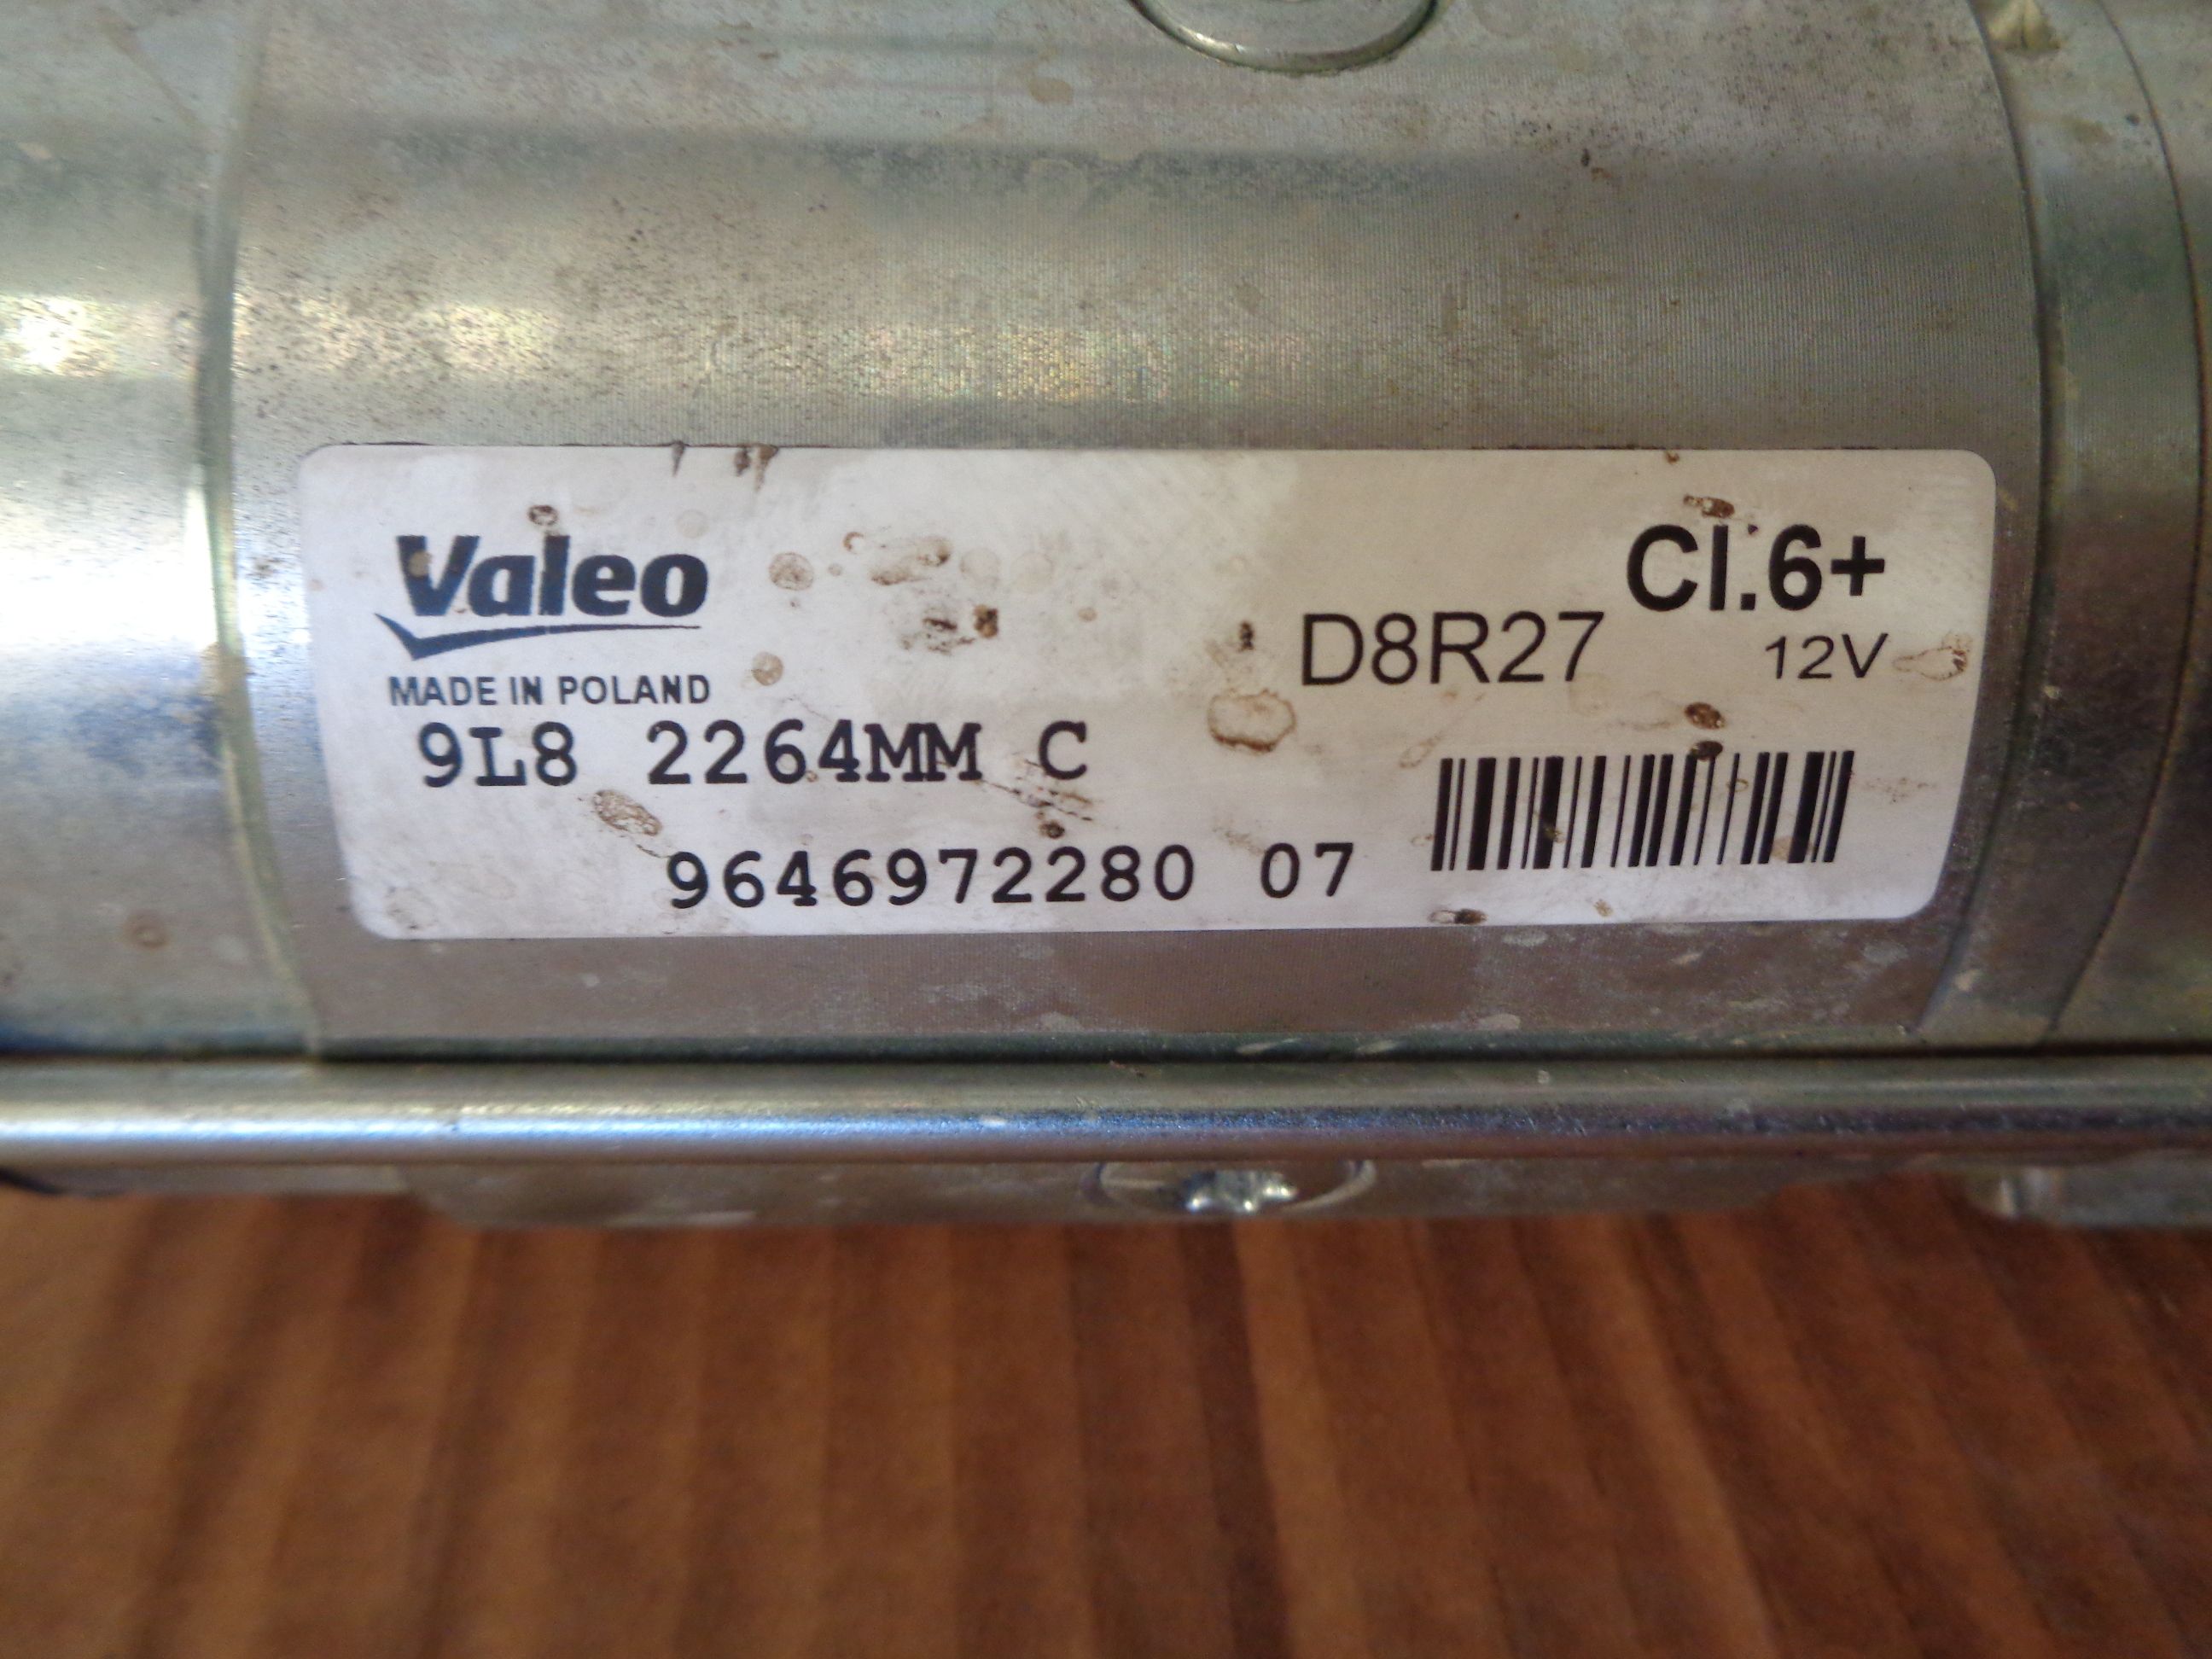 Valeo
Cl.6+
D8R27
12V
MADE IN POLAND
9L8 2264MM C
9646972280 07